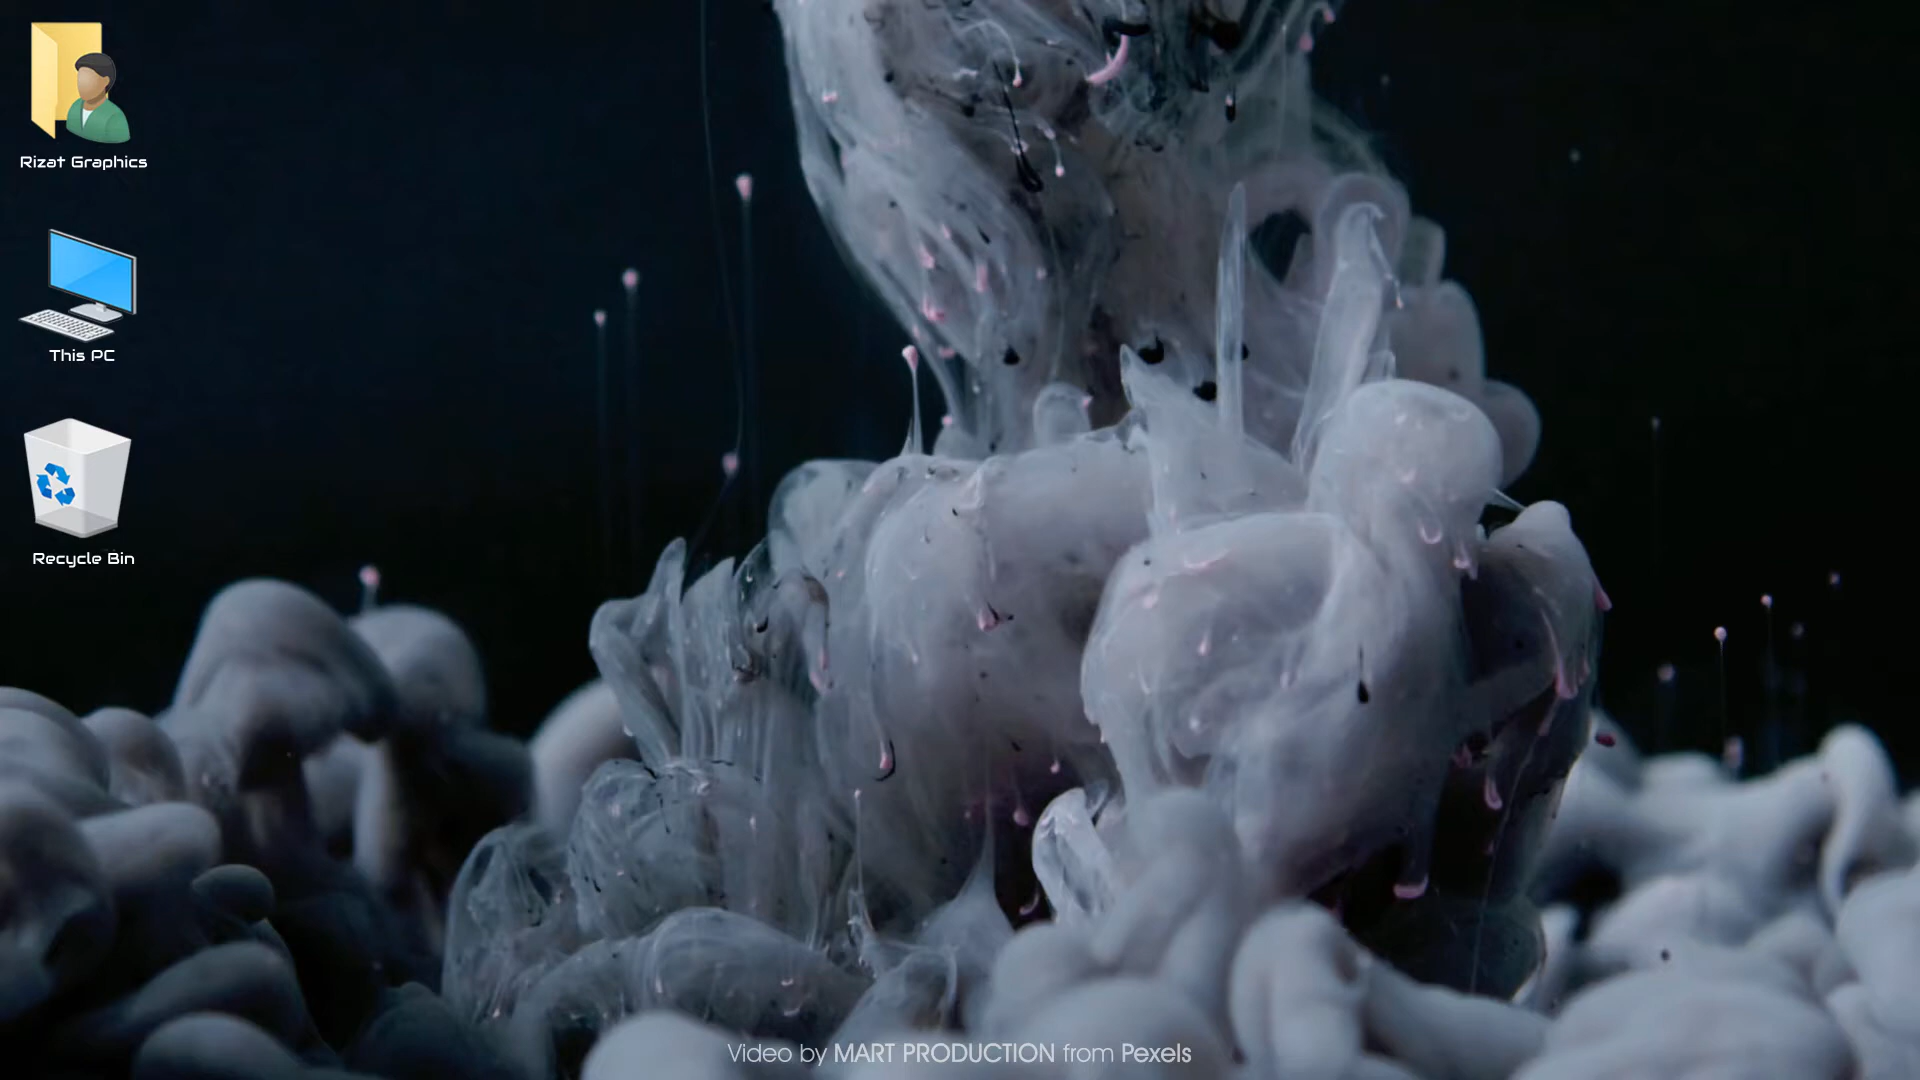 Rizat Graphics
This PC
Recycle Bin
Video by MART PRODUCTION from Pexels